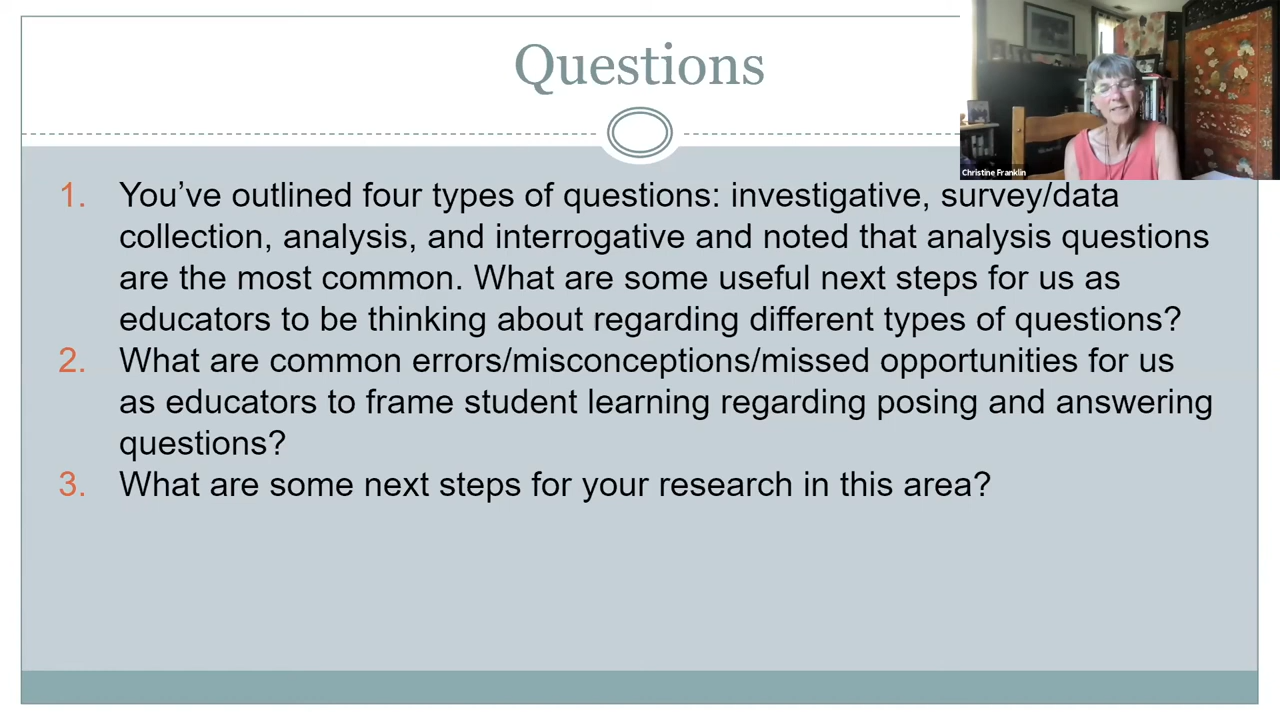 Questions
Christine Franklin
1. You’ve outlined four types of questions: investigative, survey/data
collection, analysis, and interrogative and noted that analysis questions
are the most common. What are some useful next steps for us as
educators to be thinking about regarding different types of questions?
2. What are common errors/misconceptions/missed opportunities for us
as educators to frame student learning regarding posing and answering
questions?
3. What are some next steps for your research in this area?